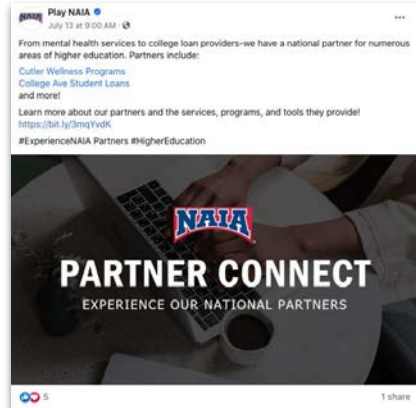 Play NAIA
July 13 at 9:00 AM ·
From mental health services to college loan providers-we have a national partner for numerous
areas of higher education. Partners include:
Cutler Wellness Programs
College Ave Student Loans
and more!
Learn more about our partners and the services, programs, and tools they provide!
https://bit.ly/3mqYvdK
#ExperienceNAIA Partners #HigherEducation
NAIA
PARTNER CONNECT
EXPERIENCE OUR NATIONAL PARTNERS
5
1 share